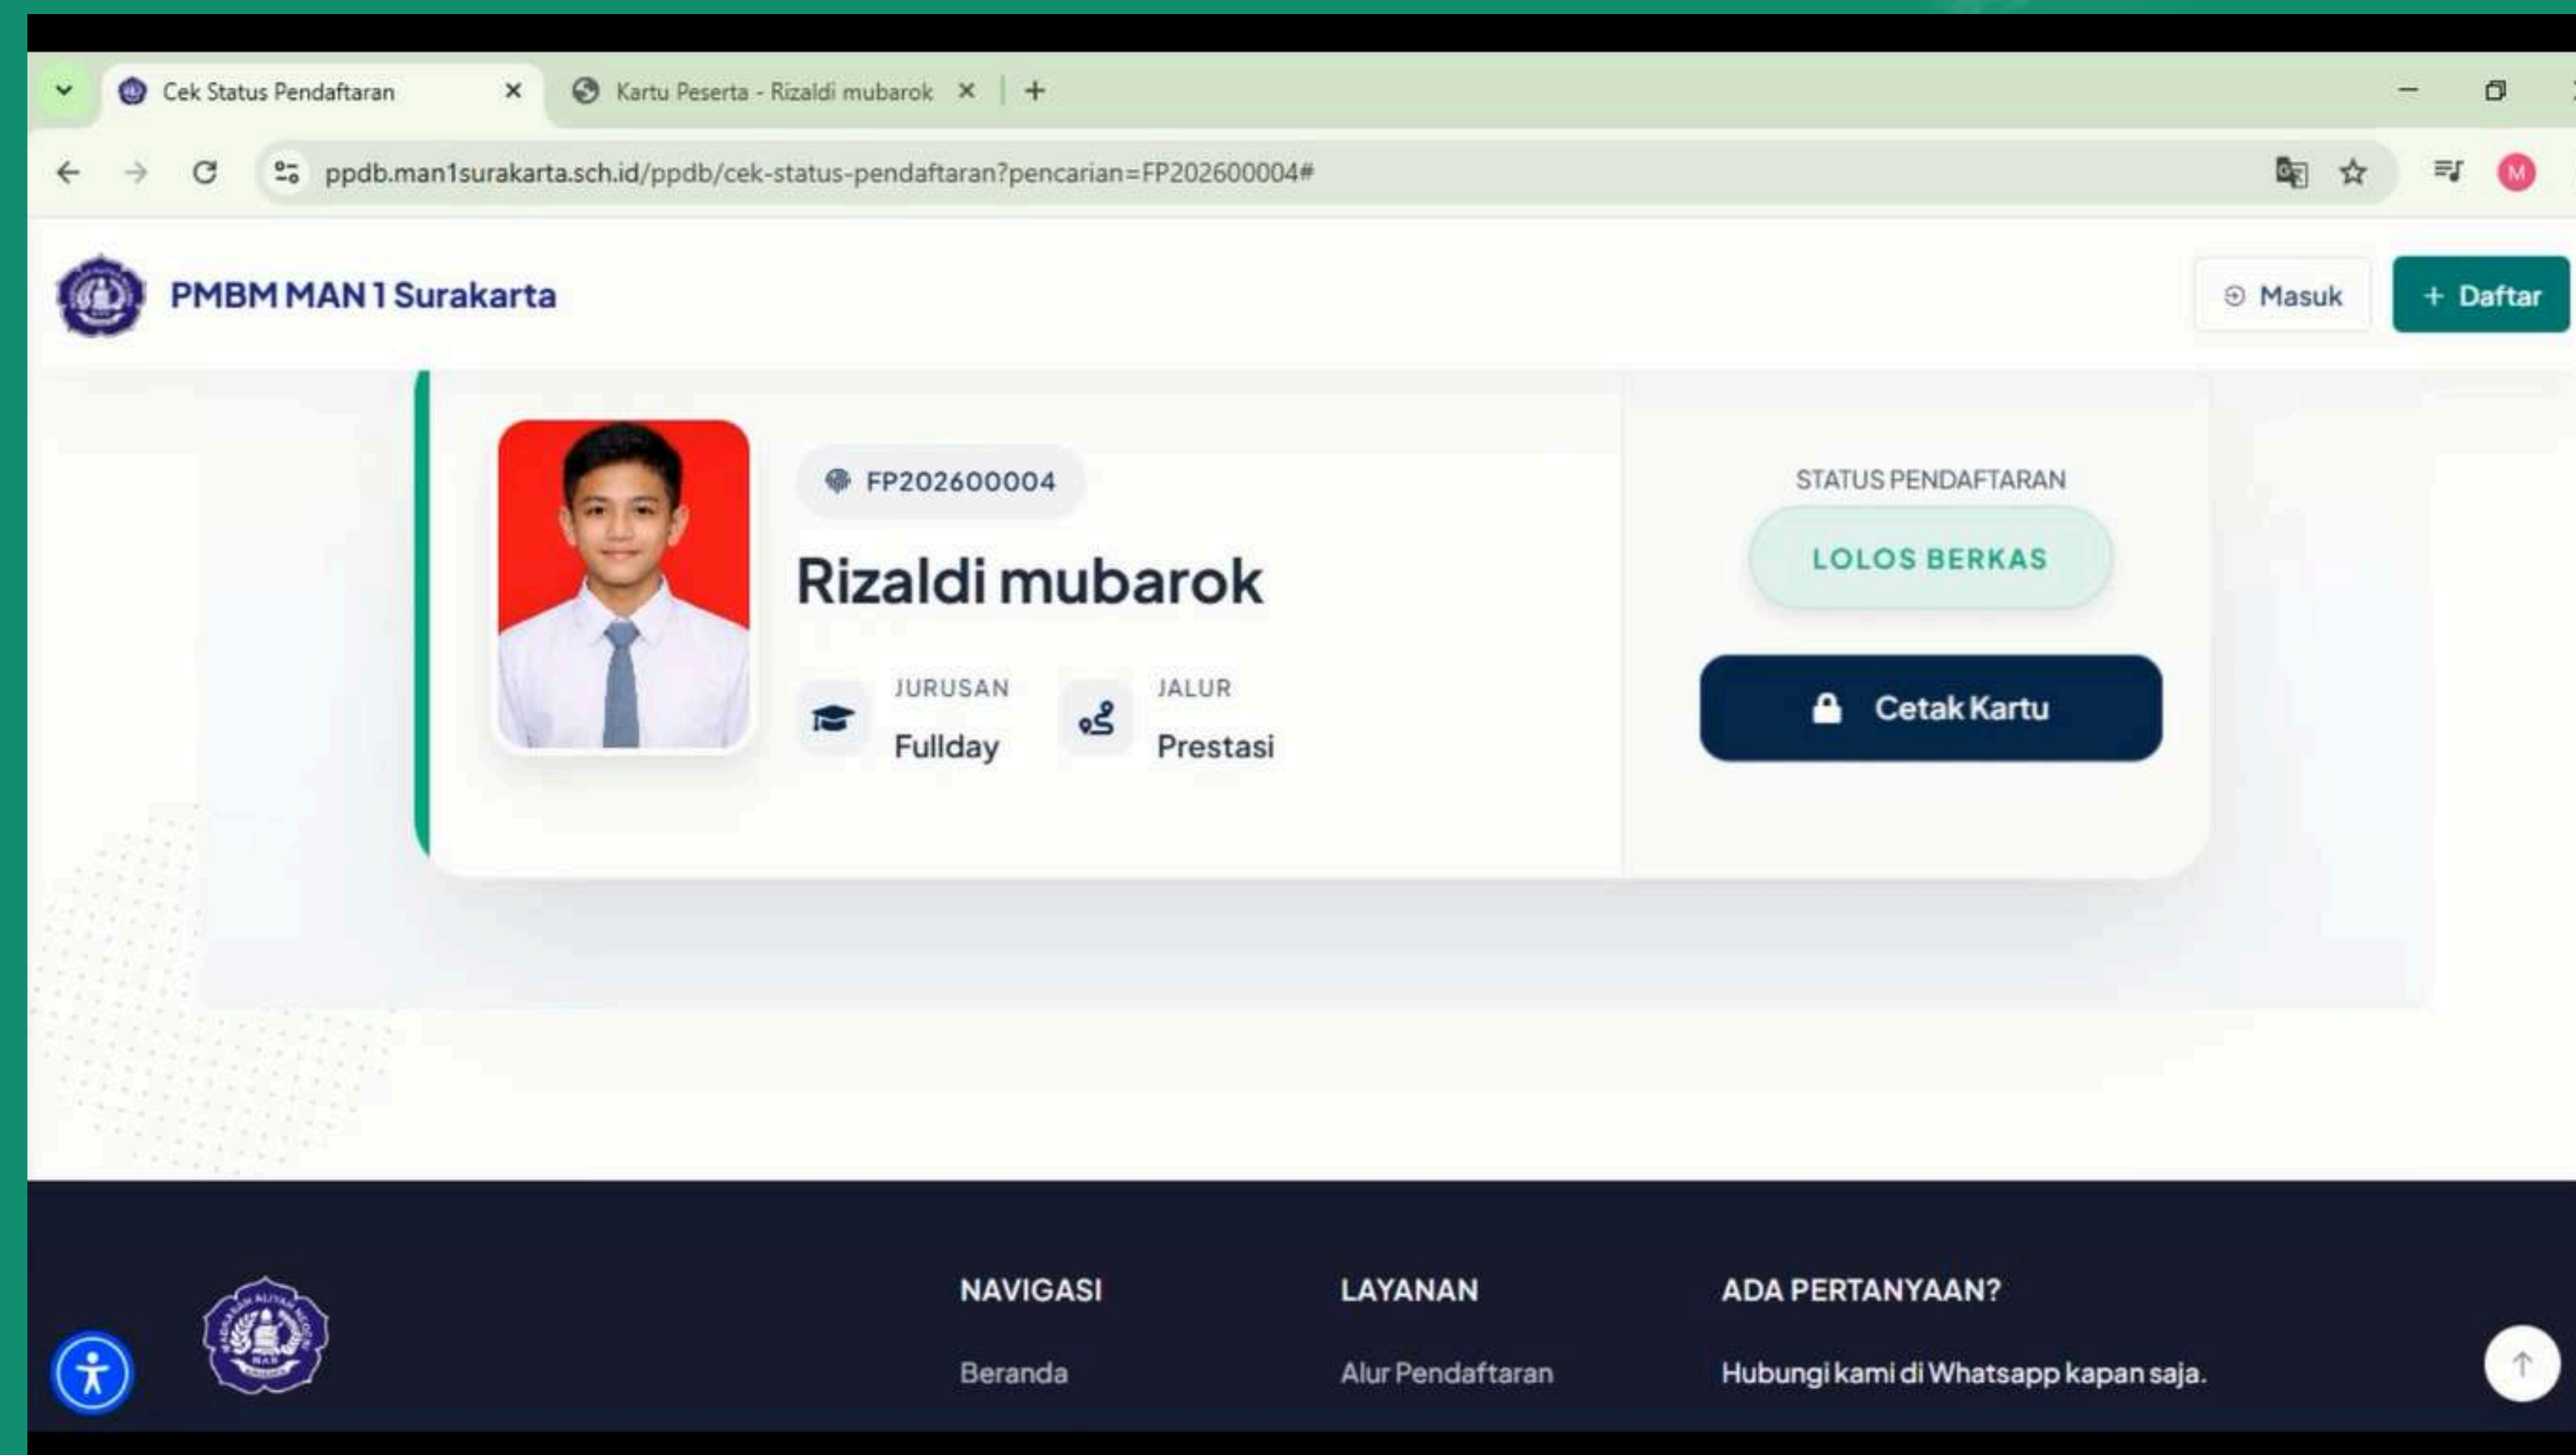 Cek Status Pendaftaran
Kartu Peserta - Rizaldi mubarok
ppdb.man1surakarta.sch.id/ppdb/cek-status-pendaftaran?pencarian=FP202600004#
M
PMBM MAN 1 Surakarta
Masuk
+ Daftar
FP202600004
Rizaldi mubarok
JURUSAN
Fullday
JALUR
Prestasi
STATUS PENDAFTARAN
LOLOS BERKAS
Cetak Kartu
NAVIGASI
Beranda
LAYANAN
Alur Pendaftaran
ADA PERTANYAAN?
Hubungi kami di Whatsapp kapan saja.